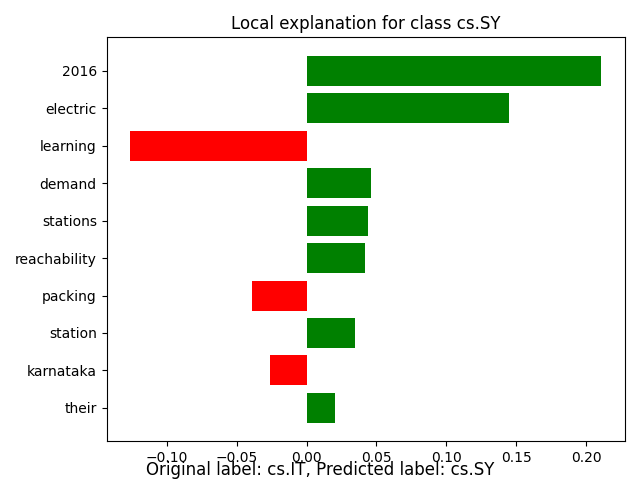 Local explanation for class cs.SY
2016
electric
learning
demand
stations
reachability
packing
station
karnataka
their
−0.10 −0.05 0.00 0.05 0.10 0.15 0.20
Original label: cs.IT, Predicted label: cs.SY